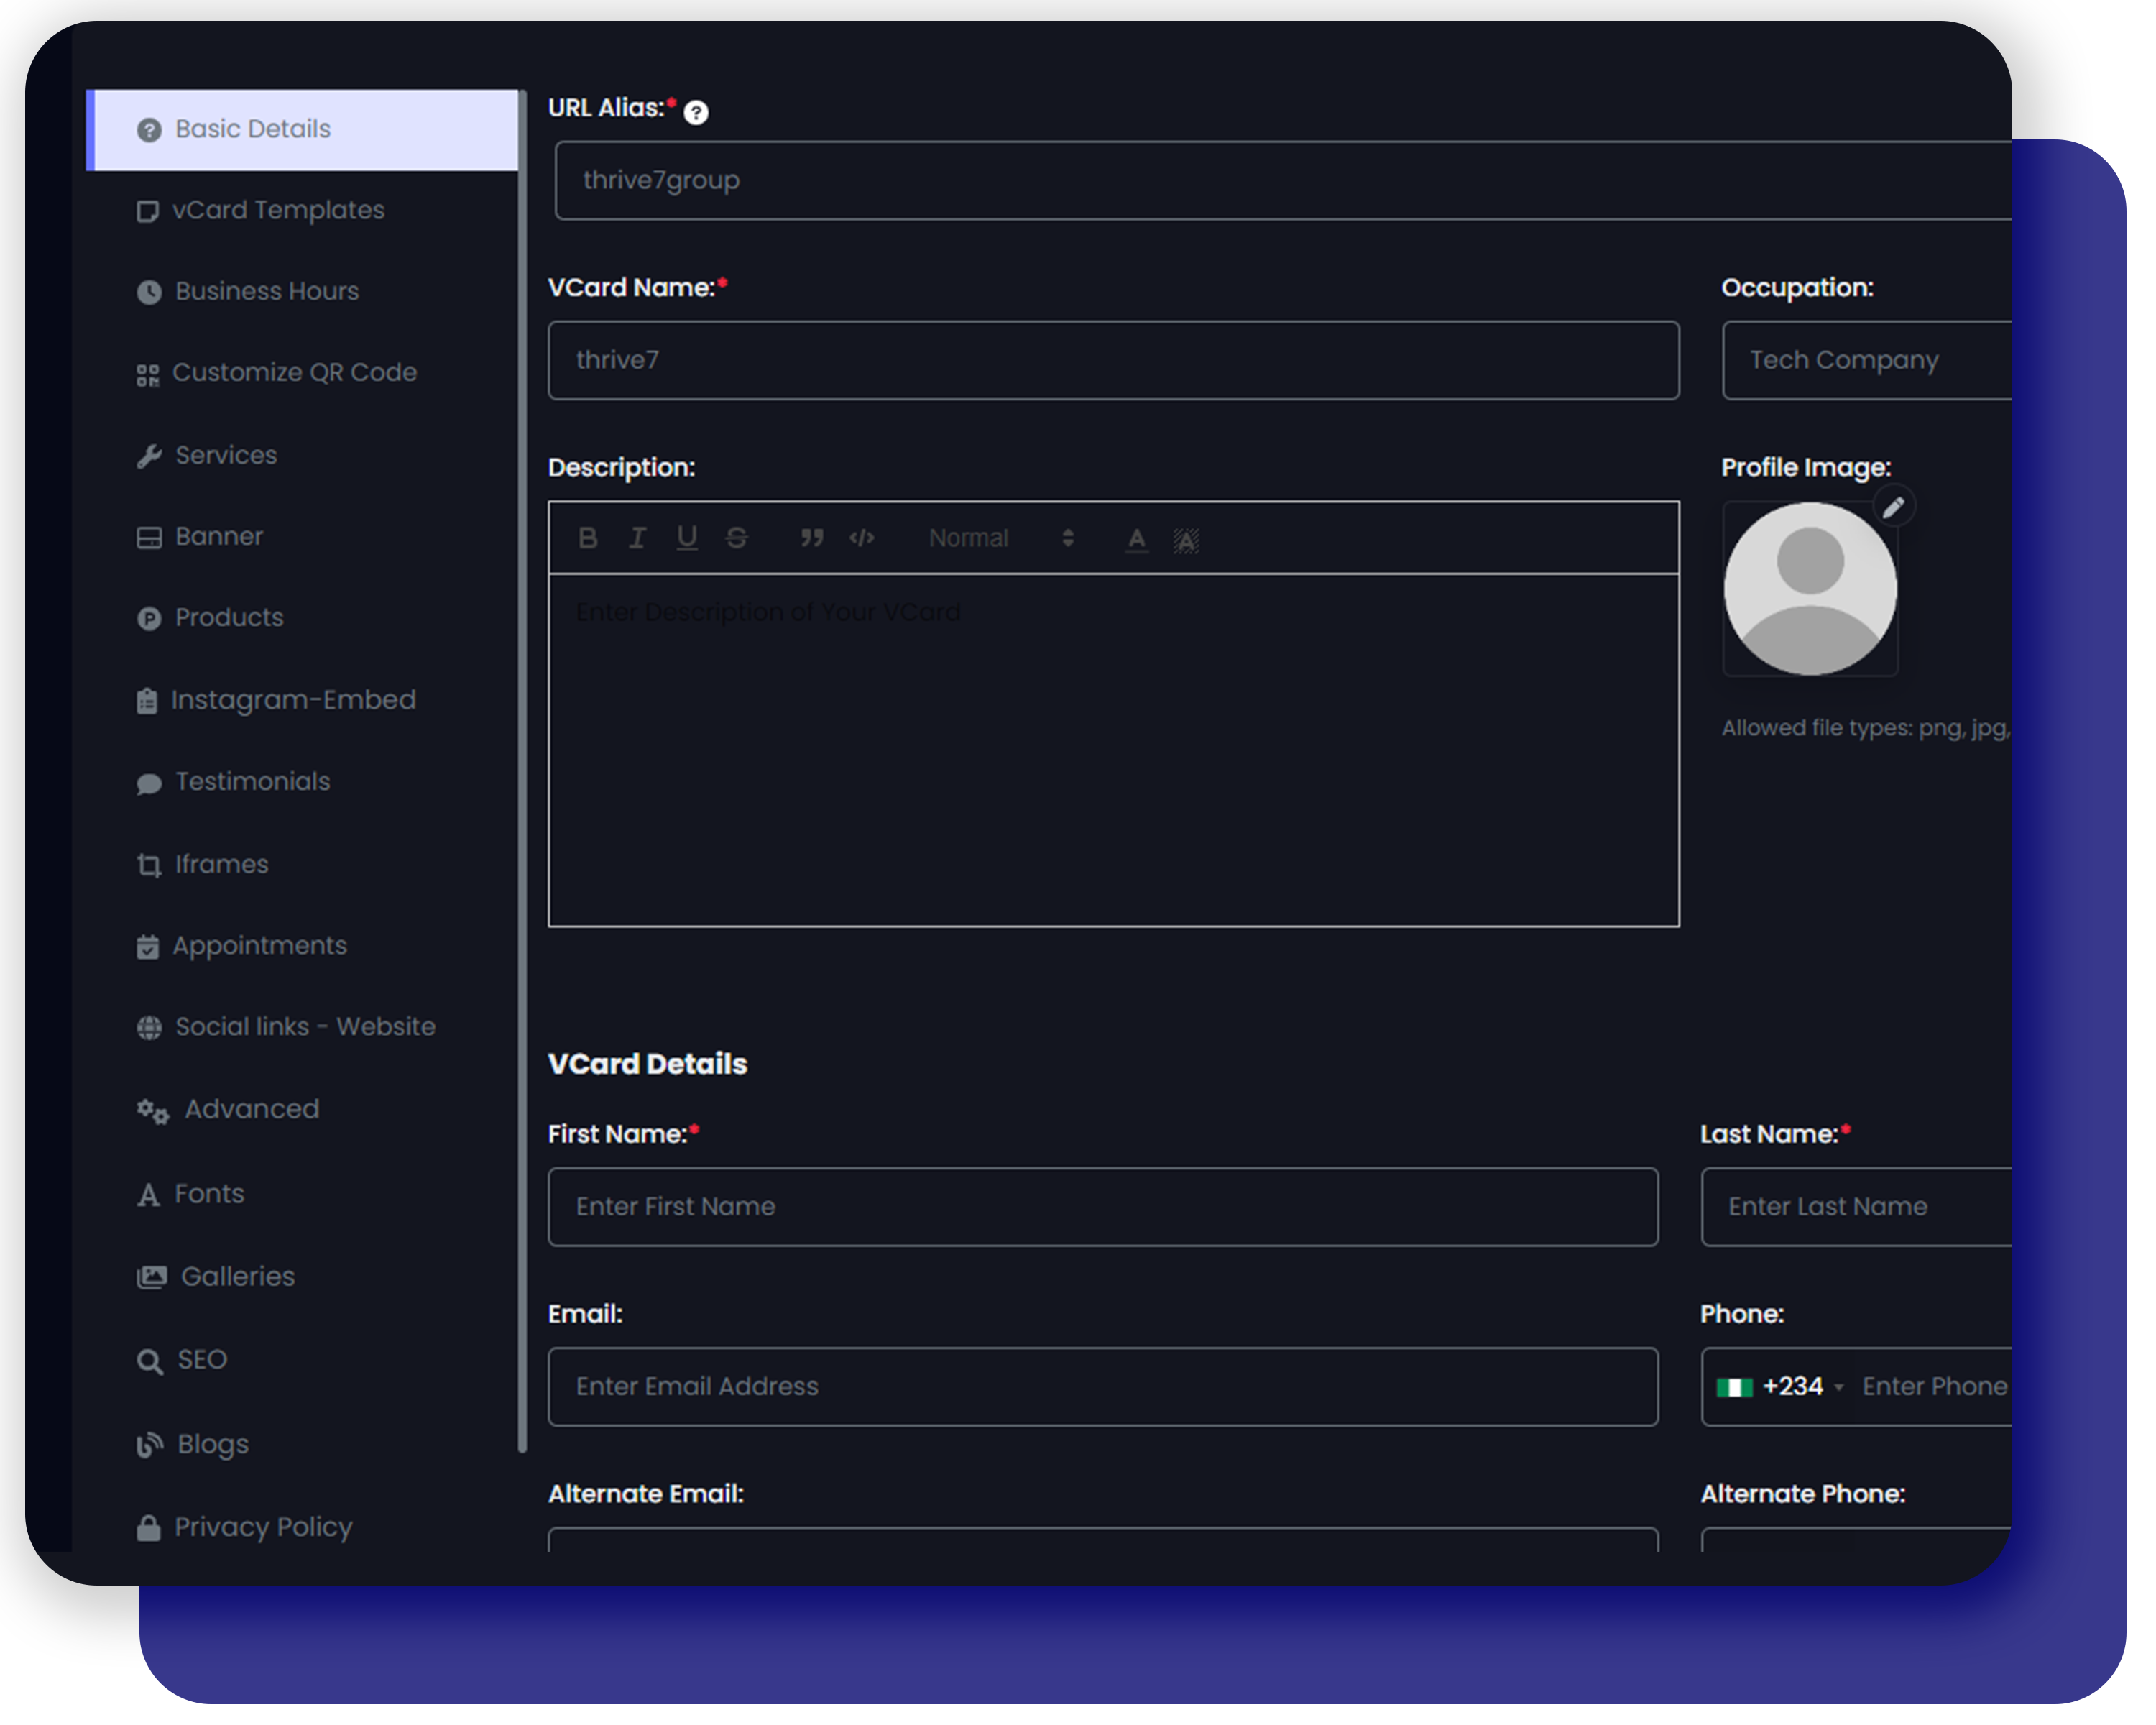 Basic Details
vCard Templates
Business Hours
Customize QR Code
Services
Banner
Products
Instagram-Embed
Testimonials
Iframes
Appointments
Social links - Website
Advanced
Fonts
Galleries
SEO
Blogs
Privacy Policy
URL Alias:*
thrive7group
VCard Name:*
thrive7
Occupation:
Tech Company
Description:
Normal
Enter Description of Your VCard
Profile Image:
Allowed file types: png, jpg,
VCard Details
First Name:*
Enter First Name
Last Name:*
Enter Last Name
Email:
Enter Email Address
Phone:
+234 Enter Phone
Alternate Email:
Alternate Phone: